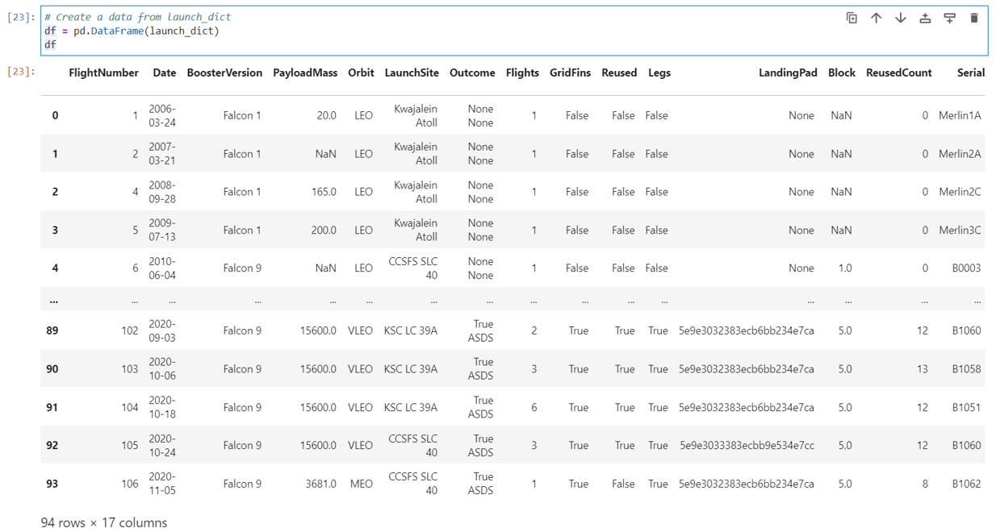 [23]: # Create a data from launch_dict
df = pd.DataFrame(launch_dict)
df
[23]: FlightNumber Date BoosterVersion PayloadMass Orbit LaunchSite Outcome Flights GridFins Reused Legs LandingPad Block ReusedCount Serial
0 1 2006-03-24 Falcon 1 20.0 LEO Kwajalein Atoll None None 1 False False False None NaN 0 Merlin1A
1 2 2007-03-21 Falcon 1 NaN LEO Kwajalein Atoll None None 1 False False False None NaN 0 Merlin2A
2 4 2008-09-28 Falcon 1 165.0 LEO Kwajalein Atoll None None 1 False False False None NaN 0 Merlin2C
3 5 2009-07-13 Falcon 1 200.0 LEO Kwajalein Atoll None None 1 False False False None NaN 0 Merlin3C
4 6 2010-06-04 Falcon 9 NaN LEO CCSFS SLC 40 None None 1 False False False None 1.0 0 B0003
... ... ... ... ... ... ... ... ... ... ... ... ... ... ... ...
89 102 2020-09-03 Falcon 9 15600.0 VLEO KSC LC 39A True ASDS 2 True True True 5e9e3032383ecb6bb234e7ca 5.0 12 B1060
90 103 2020-10-06 Falcon 9 15600.0 VLEO KSC LC 39A True ASDS 3 True True True 5e9e3032383ecb6bb234e7ca 5.0 13 B1058
91 104 2020-10-18 Falcon 9 15600.0 VLEO KSC LC 39A True ASDS 6 True True True 5e9e3032383ecb6bb234e7ca 5.0 12 B1051
92 105 2020-10-24 Falcon 9 15600.0 VLEO CCSFS SLC 40 True ASDS 3 True True True 5e9e3033383ecbb9e534e7cc 5.0 12 B1060
93 106 2020-11-05 Falcon 9 3681.0 MEO CCSFS SLC 40 True ASDS 1 True False True 5e9e3032383ecb6bb234e7ca 5.0 8 B1062
94 rows × 17 columns